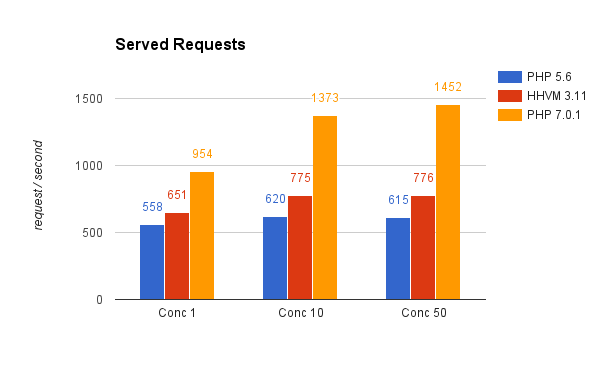 Served Requests
PHP 5.6
HHVM 3.11
PHP 7.0.1
request / second
1500
1000
500
0
558
651
954
620
775
1373
615
776
1452
Conc 1
Conc 10
Conc 50